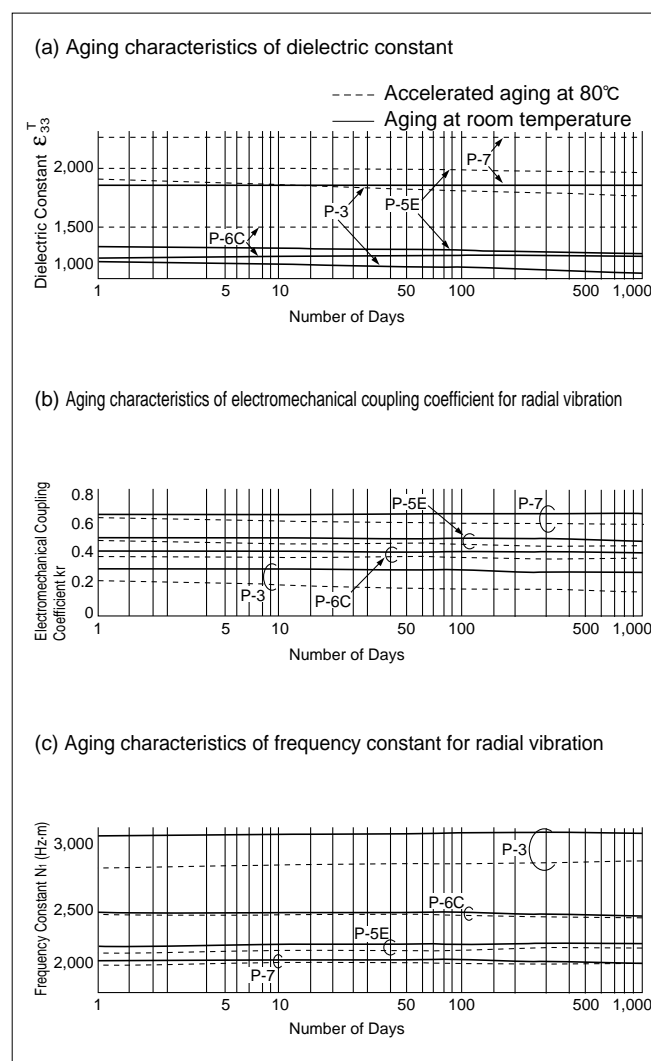 (a) Aging characteristics of dielectric constant
Accelerated aging at 80℃
Aging at room temperature
Dielectric Constant ε33T
2,000
1,500
1,000
P-7
P-3
P-5E
P-6C
1 5 10 50 100 500 1,000
Number of Days
(b) Aging characteristics of electromechanical coupling coefficient for radial vibration
Electromechanical Coupling
Coefficient kr
0.8
0.6
0.4
0.2
0
P-5E
P-7
P-3
P-6C
1 5 10 50 100 500 1,000
Number of Days
(c) Aging characteristics of frequency constant for radial vibration
Frequency Constant N1 (Hz·m)
3,000
2,500
2,000
P-3
P-6C
P-5E
P-7
1 5 10 50 100 500 1,000
Number of Days